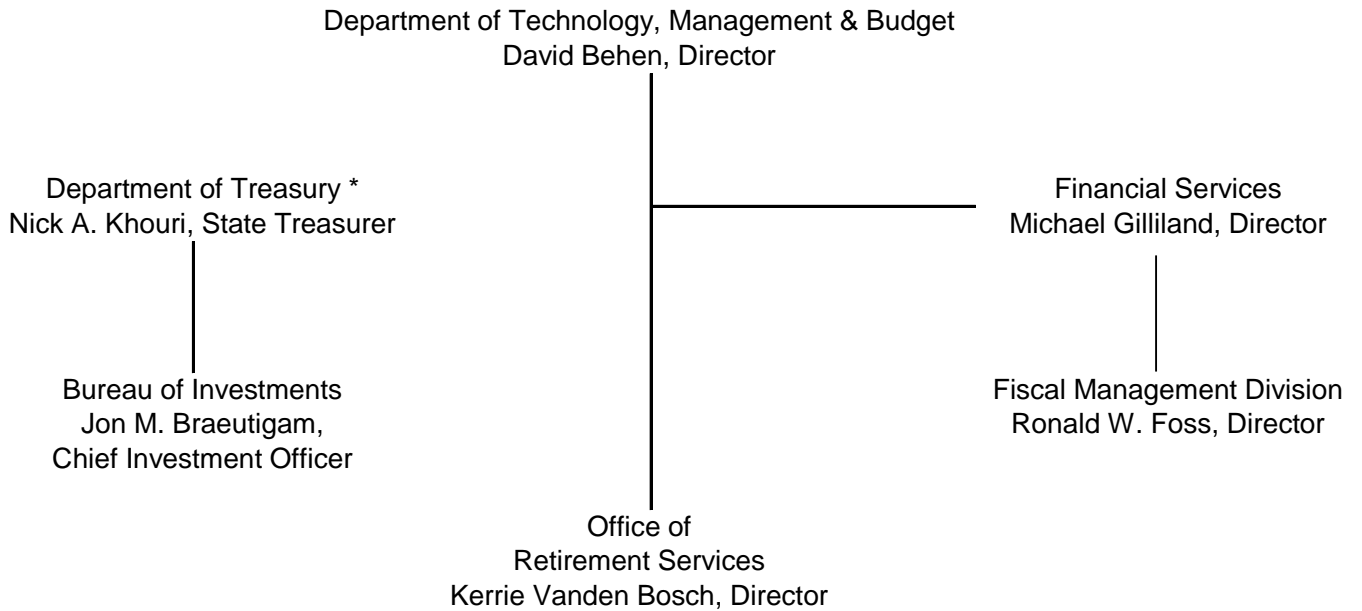 Department of Technology, Management & Budget
David Behen, Director
Department of Treasury *
Nick A. Khouri, State Treasurer
Financial Services
Michael Gilliland, Director
Bureau of Investments
Jon M. Braeutigam,
Chief Investment Officer
Fiscal Management Division
Ronald W. Foss, Director
Office of
Retirement Services
Kerrie Vanden Bosch, Director